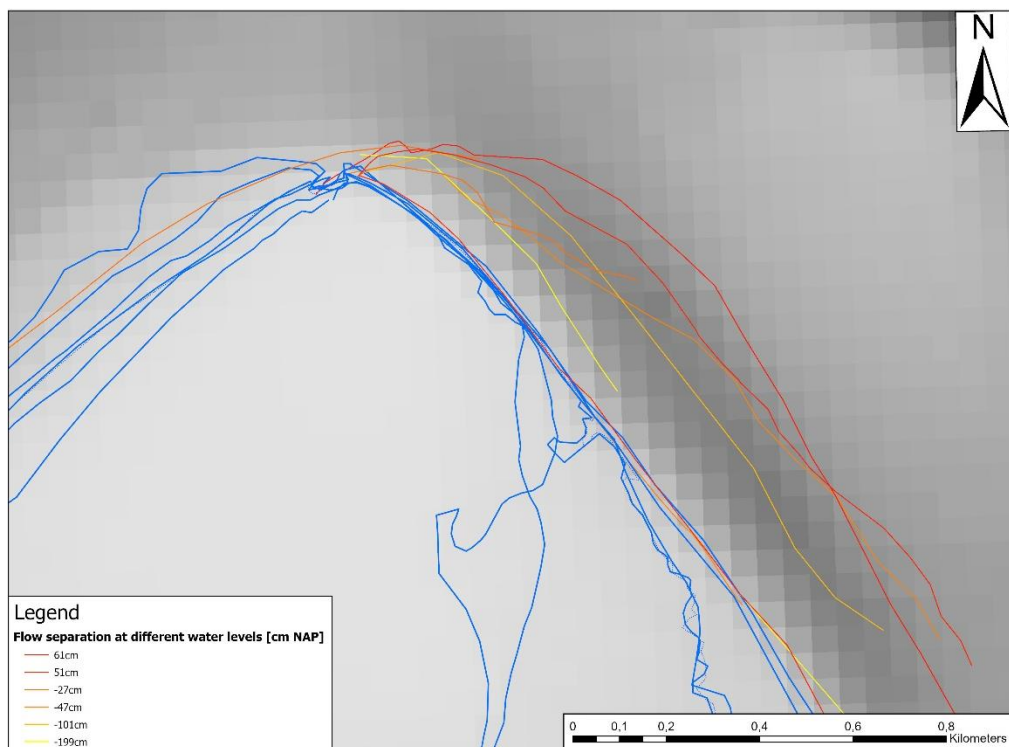 N
Legend
Flow separation at different water levels [cm NAP]
61cm
51cm
-27cm
-47cm
-101cm
-199cm
0 0,1 0,2 0,4 0,6 0,8
Kilometers